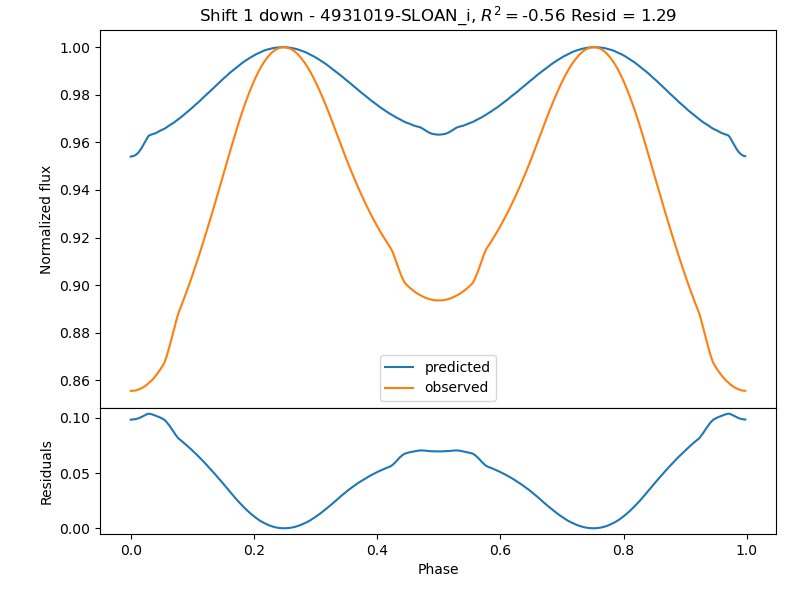 Shift 1 down - 4931019-SLOAN_i, R² = -0.56 Resid = 1.29
1.00
0.98
0.96
0.94
0.92
0.90
0.88
0.86
Normalized flux
predicted
observed
0.10
0.05
0.00
Residuals
0.0 0.2 0.4 0.6 0.8 1.0
Phase